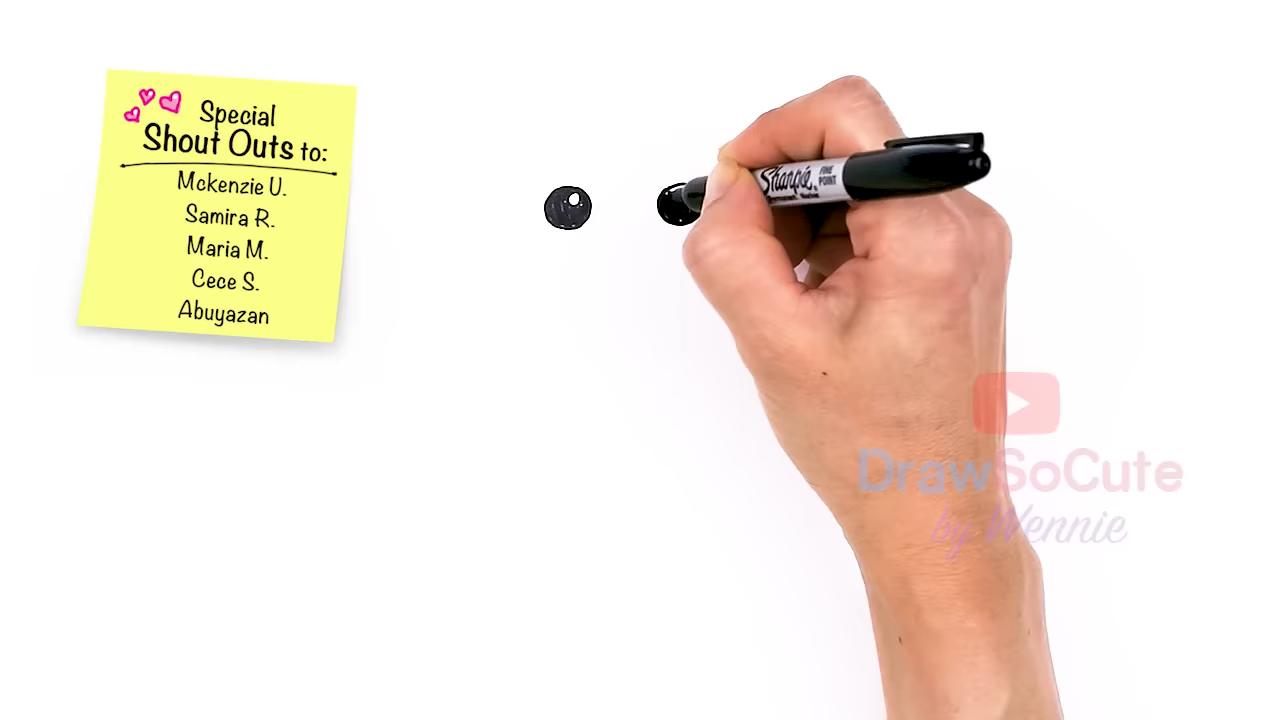 Special
Shout Outs to:
Mckenzie U.
Samira R.
Maria M.
Cece S.
Abuyazan
Sharpie
FINE
POINT
DrawSoCute
by Wennie